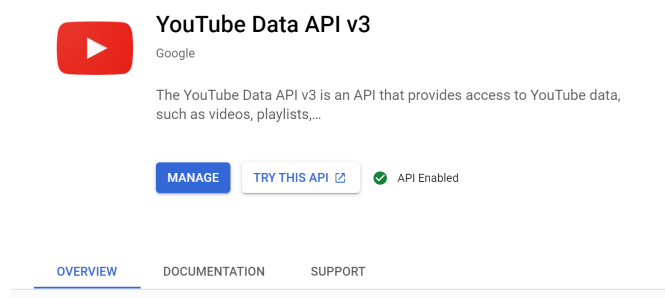 YouTube Data API v3
Google
The YouTube Data API v3 is an API that provides access to YouTube data,
such as videos, playlists,...
MANAGE TRY THIS API API Enabled
OVERVIEW DOCUMENTATION SUPPORT